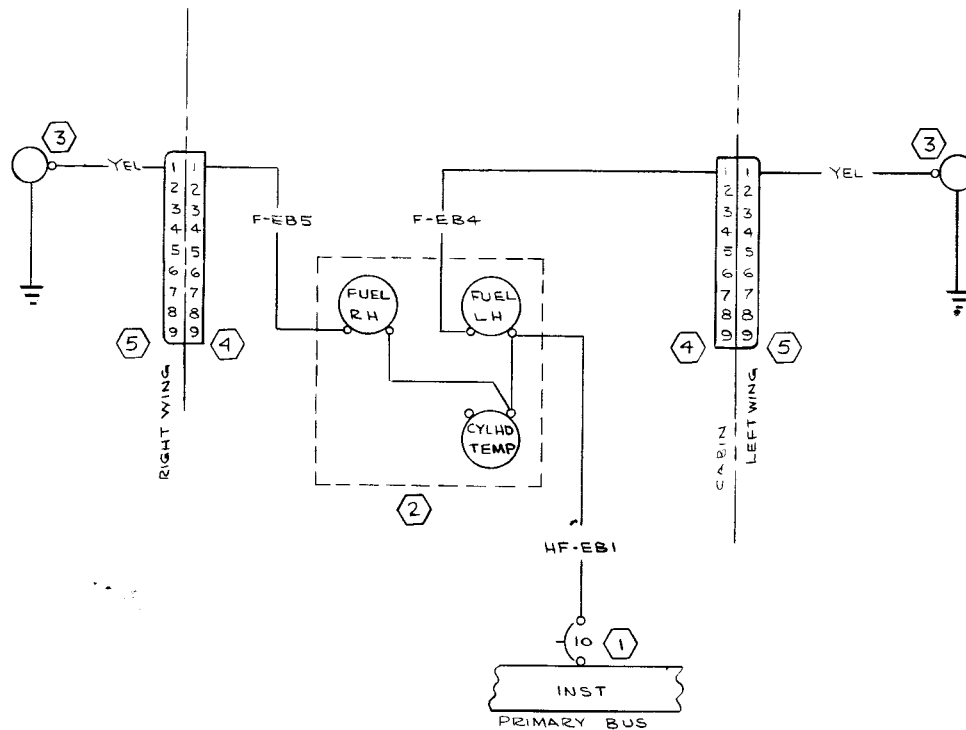 3
3
YEL
YEL
1 1
2 2
3 3
4 4
5 5
6 6
7 7
8 8
9 9
1 1
2 2
3 3
4 4
5 5
6 6
7 7
8 8
9 9
F-EB5
F-EB4
FUEL
RH
FUEL
LH
5
4
4
5
RIGHT WING
CABIN
LEFT WING
CYLHD
TEMP
2
HF-EB1
10
1
INST
PRIMARY BUS